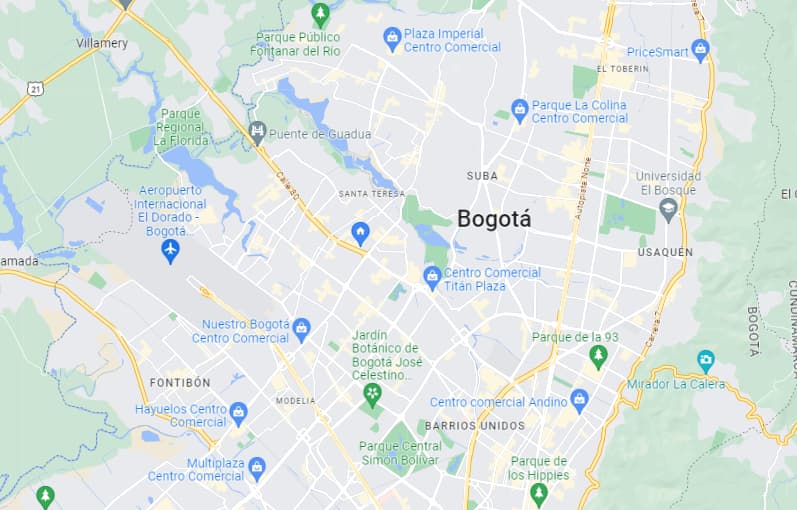 Villamery
Parque Público
Fontanar del Río
Plaza Imperial
Centro Comercial
PriceSmart
EL TOBERIN
21
Parque
Regional
La Florida
Puente de Guadua
Parque La Colina
Centro Comercial
Carrera 7
Autopista Norte
Calle 80
SANTA TERESA
SUBA
Universidad
El Bosque
Aeropuerto
Internacional
El Dorado -
Bogotá...
Bogotá
USAQUEN
El C
amada
Centro Comercial
Titán Plaza
Nuestro Bogotá
Centro Comercial
Jardín
Botánico de
Bogotá José
Celestino...
Parque de la 93
Carrera 7
BOGOTÁ
CUNDINAMARCA
Mirador La Calera
FONTIBÓN
MODELIA
Hayuelos Centro
Comercial
Centro comercial Andino
BARRIOS UNIDOS
Parque Central
Simón Bolívar
Multiplaza
Centro Comercial
Parque de
los Hippies